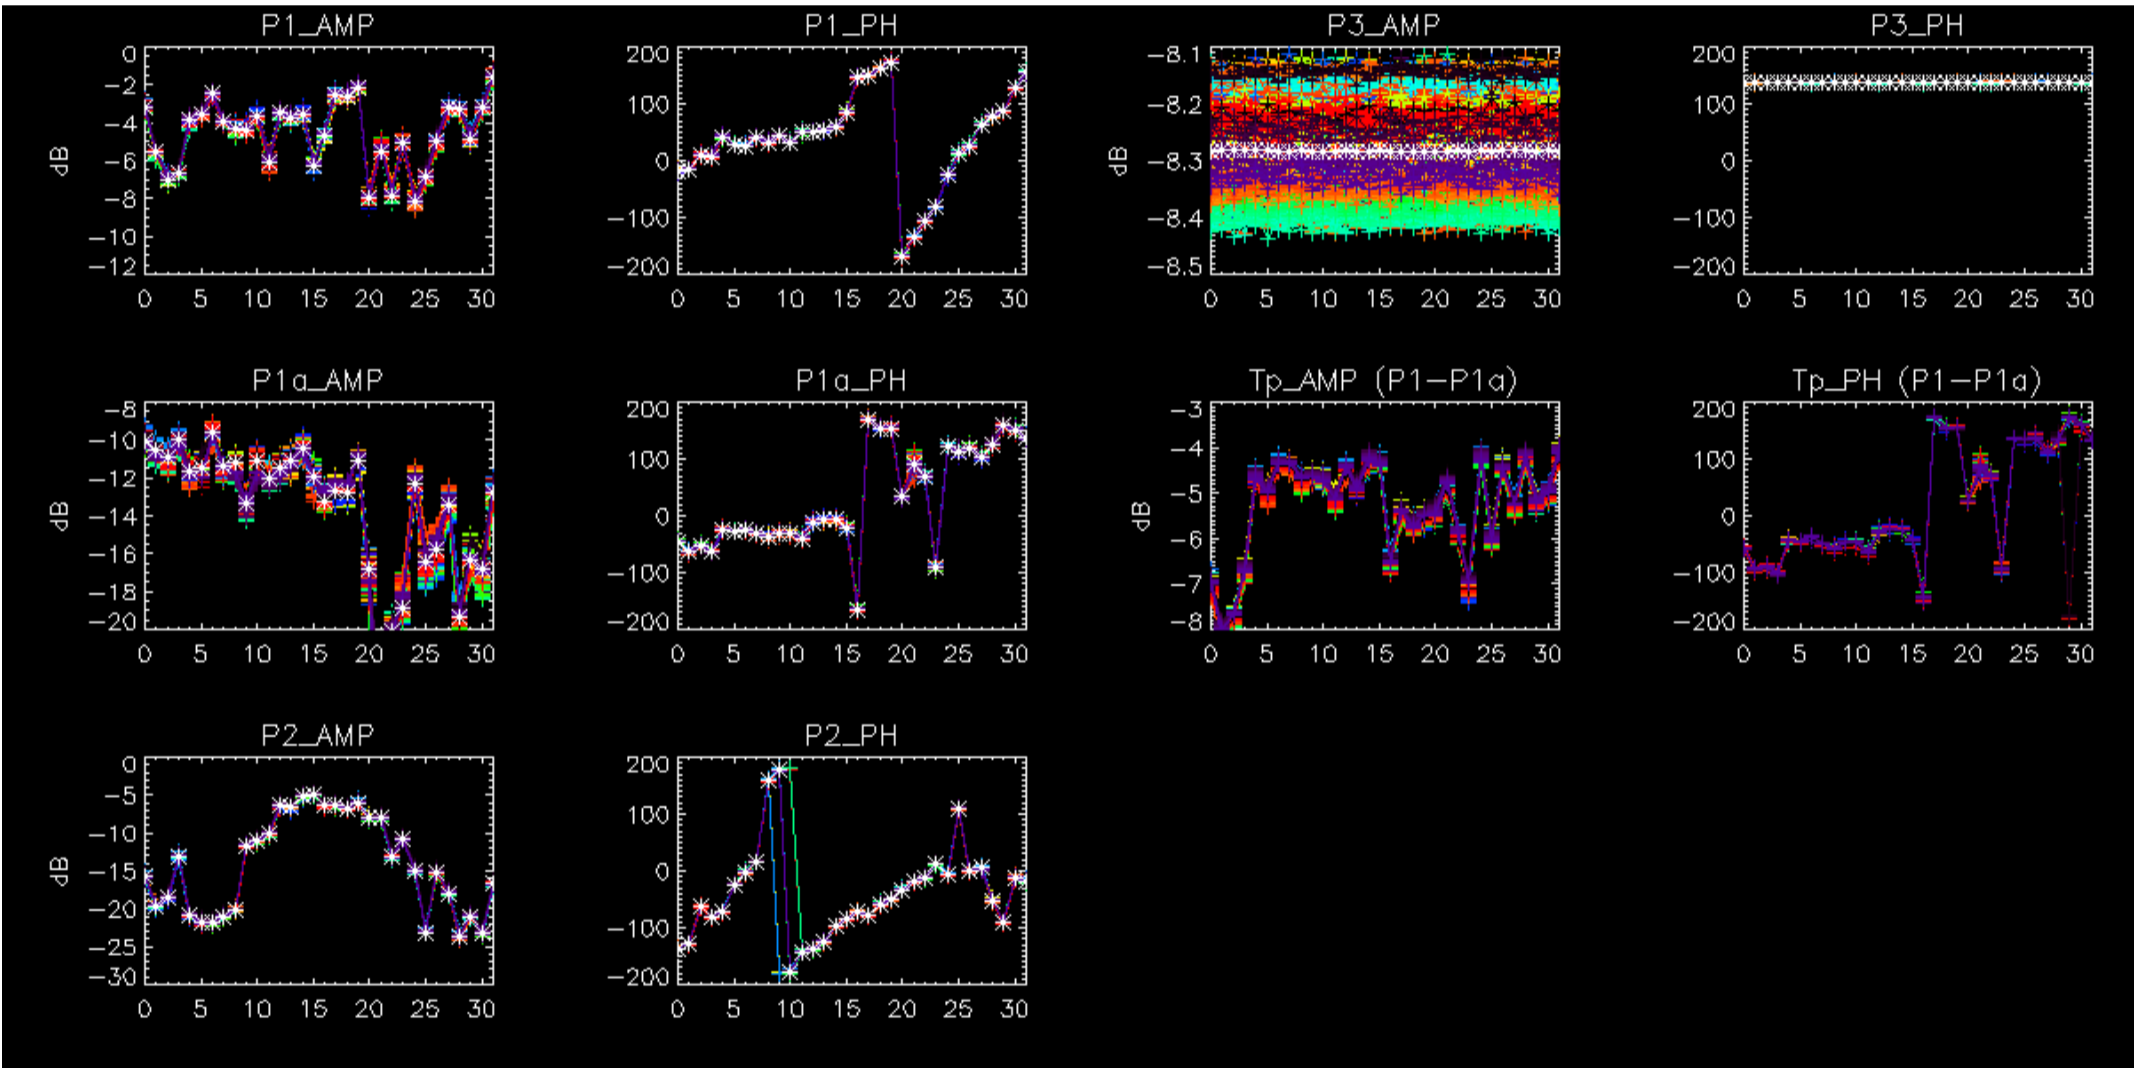 P1_AMP
0
−2
−4
−6
−8
−10
−12
dB
0 5 10 15 20 25 30
P1_PH
200
100
0
−100
−200
0 5 10 15 20 25 30
P3_AMP
−8.1
−8.2
−8.3
−8.4
−8.5
dB
0 5 10 15 20 25 30
P3_PH
200
100
0
−100
−200
0 5 10 15 20 25 30
P1a_AMP
−8
−10
−12
−14
−16
−18
−20
dB
0 5 10 15 20 25 30
P1a_PH
200
100
0
−100
−200
0 5 10 15 20 25 30
Tp_AMP (P1−P1a)
−3
−4
−5
−6
−7
−8
dB
0 5 10 15 20 25 30
Tp_PH (P1−P1a)
200
100
0
−100
−200
0 5 10 15 20 25 30
P2_AMP
0
−5
−10
−15
−20
−25
−30
dB
0 5 10 15 20 25 30
P2_PH
200
100
0
−100
−200
0 5 10 15 20 25 30